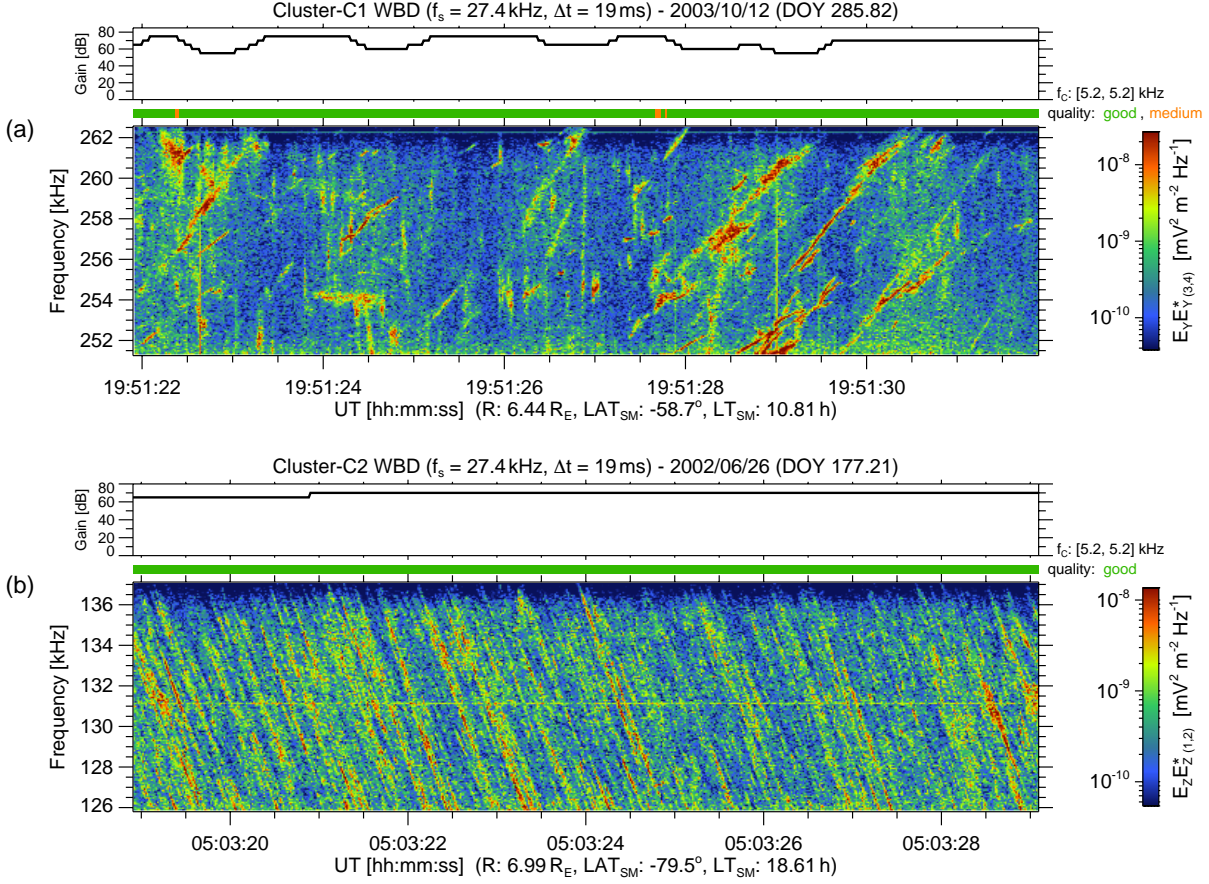 Cluster-C1 WBD (fs = 27.4 kHz, Δt = 19 ms) - 2003/10/12 (DOY 285.82)
80
60
40
20
0
Gain [dB]
fC: [5.2, 5.2] kHz
quality: good , medium
(a)
262
260
258
256
254
252
Frequency [kHz]
10⁻⁸
10⁻⁹
10⁻¹⁰
EYE*Y (3,4) [mV² m⁻² Hz⁻¹]
19:51:22 19:51:24 19:51:26 19:51:28 19:51:30
UT [hh:mm:ss] (R: 6.44 RE, LATSM: -58.7°, LTSM: 10.81 h)
Cluster-C2 WBD (fs = 27.4 kHz, Δt = 19 ms) - 2002/06/26 (DOY 177.21)
80
60
40
20
0
Gain [dB]
fC: [5.2, 5.2] kHz
quality: good
(b)
136
134
132
130
128
126
Frequency [kHz]
10⁻⁸
10⁻⁹
10⁻¹⁰
EZE*Z (1,2) [mV² m⁻² Hz⁻¹]
05:03:20 05:03:22 05:03:24 05:03:26 05:03:28
UT [hh:mm:ss] (R: 6.99 RE, LATSM: -79.5°, LTSM: 18.61 h)